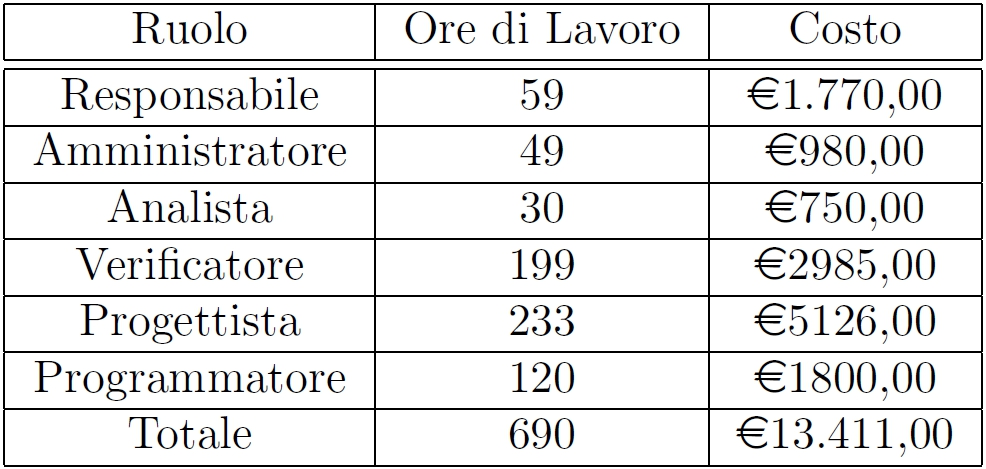 Ruolo Ore di Lavoro Costo
Responsabile 59 €1.770,00
Amministratore 49 €980,00
Analista 30 €750,00
Verificatore 199 €2985,00
Progettista 233 €5126,00
Programmatore 120 €1800,00
Totale 690 €13.411,00